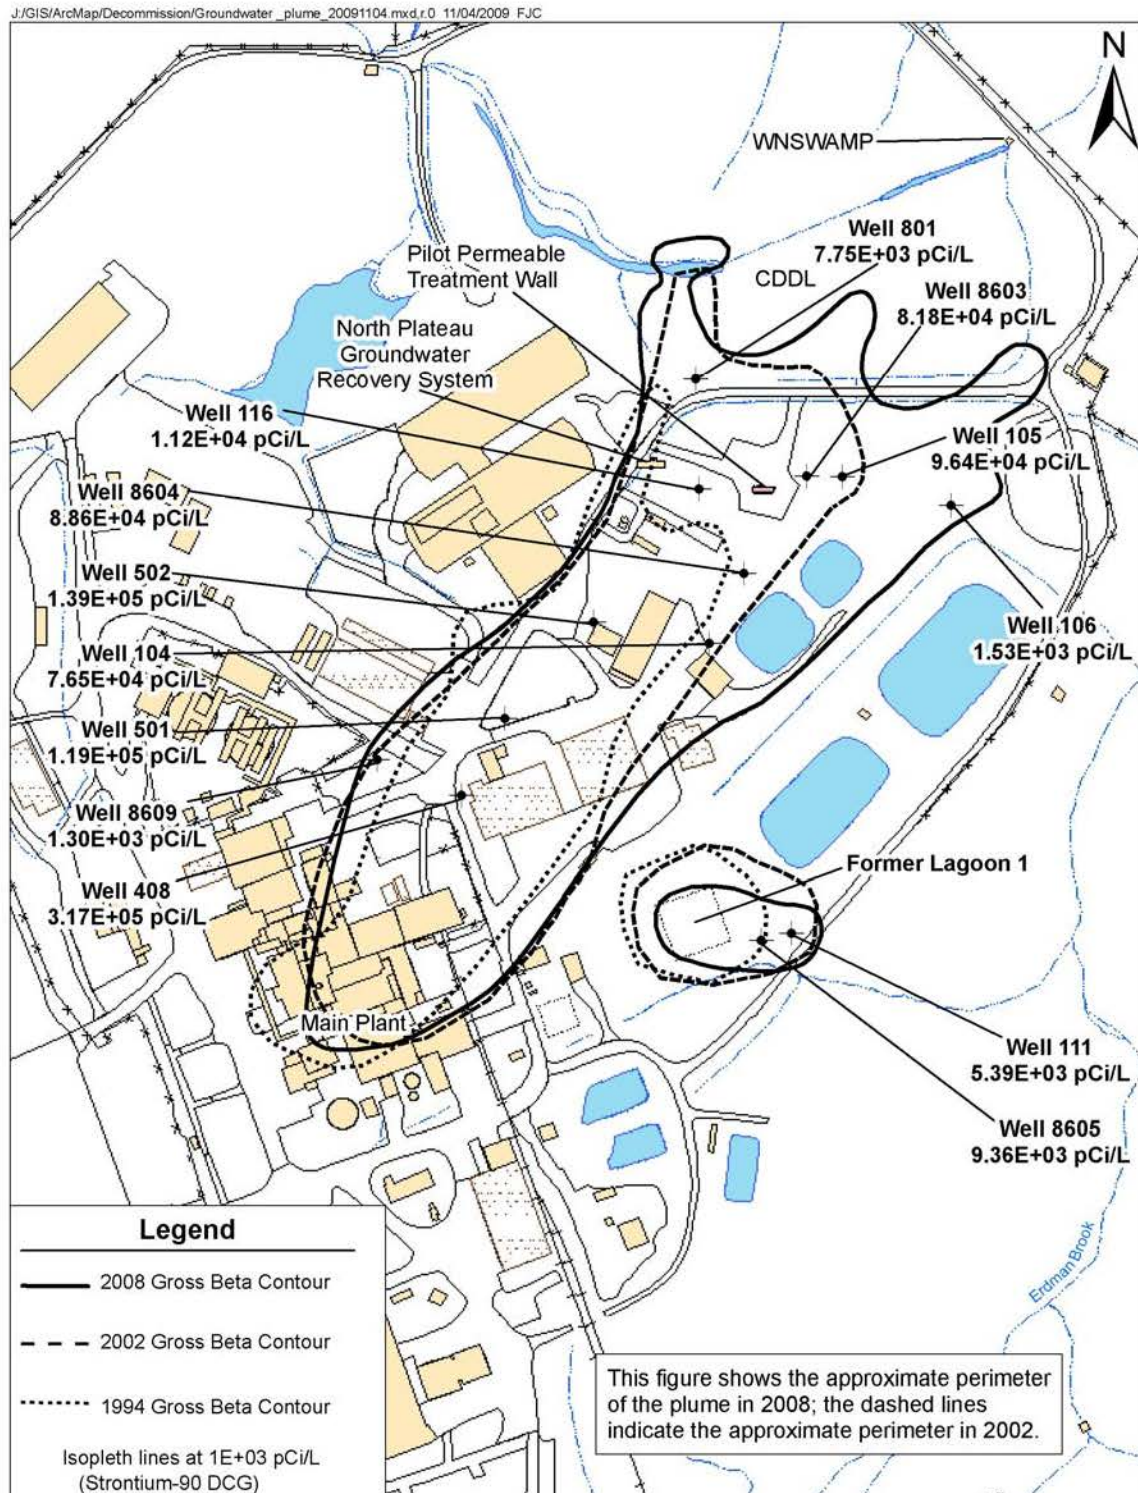 J:/GIS/ArcMap/Decommission/Groundwater _plume_20091104.mxd,r.0 11/04/2009 FJC
N
WNSWAMP
Well 801
7.75E+03 pCi/L
Pilot Permeable
Treatment Wall
CDDL
Well 8603
8.18E+04 pCi/L
North Plateau
Groundwater
Recovery System
Well 116
1.12E+04 pCi/L
Well 105
9.64E+04 pCi/L
Well 8604
8.86E+04 pCi/L
Well 502
1.39E+05 pCi/L
Well 106
1.53E+03 pCi/L
Well 104
7.65E+04 pCi/L
Well 501
1.19E+05 pCi/L
Well 8609
1.30E+03 pCi/L
Former Lagoon 1
Well 408
3.17E+05 pCi/L
Main Plant
Well 111
5.39E+03 pCi/L
Well 8605
9.36E+03 pCi/L
Erdman Brook
Legend
2008 Gross Beta Contour
2002 Gross Beta Contour
1994 Gross Beta Contour
Isopleth lines at 1E+03 pCi/L
(Strontium-90 DCG)
This figure shows the approximate perimeter
of the plume in 2008; the dashed lines
indicate the approximate perimeter in 2002.